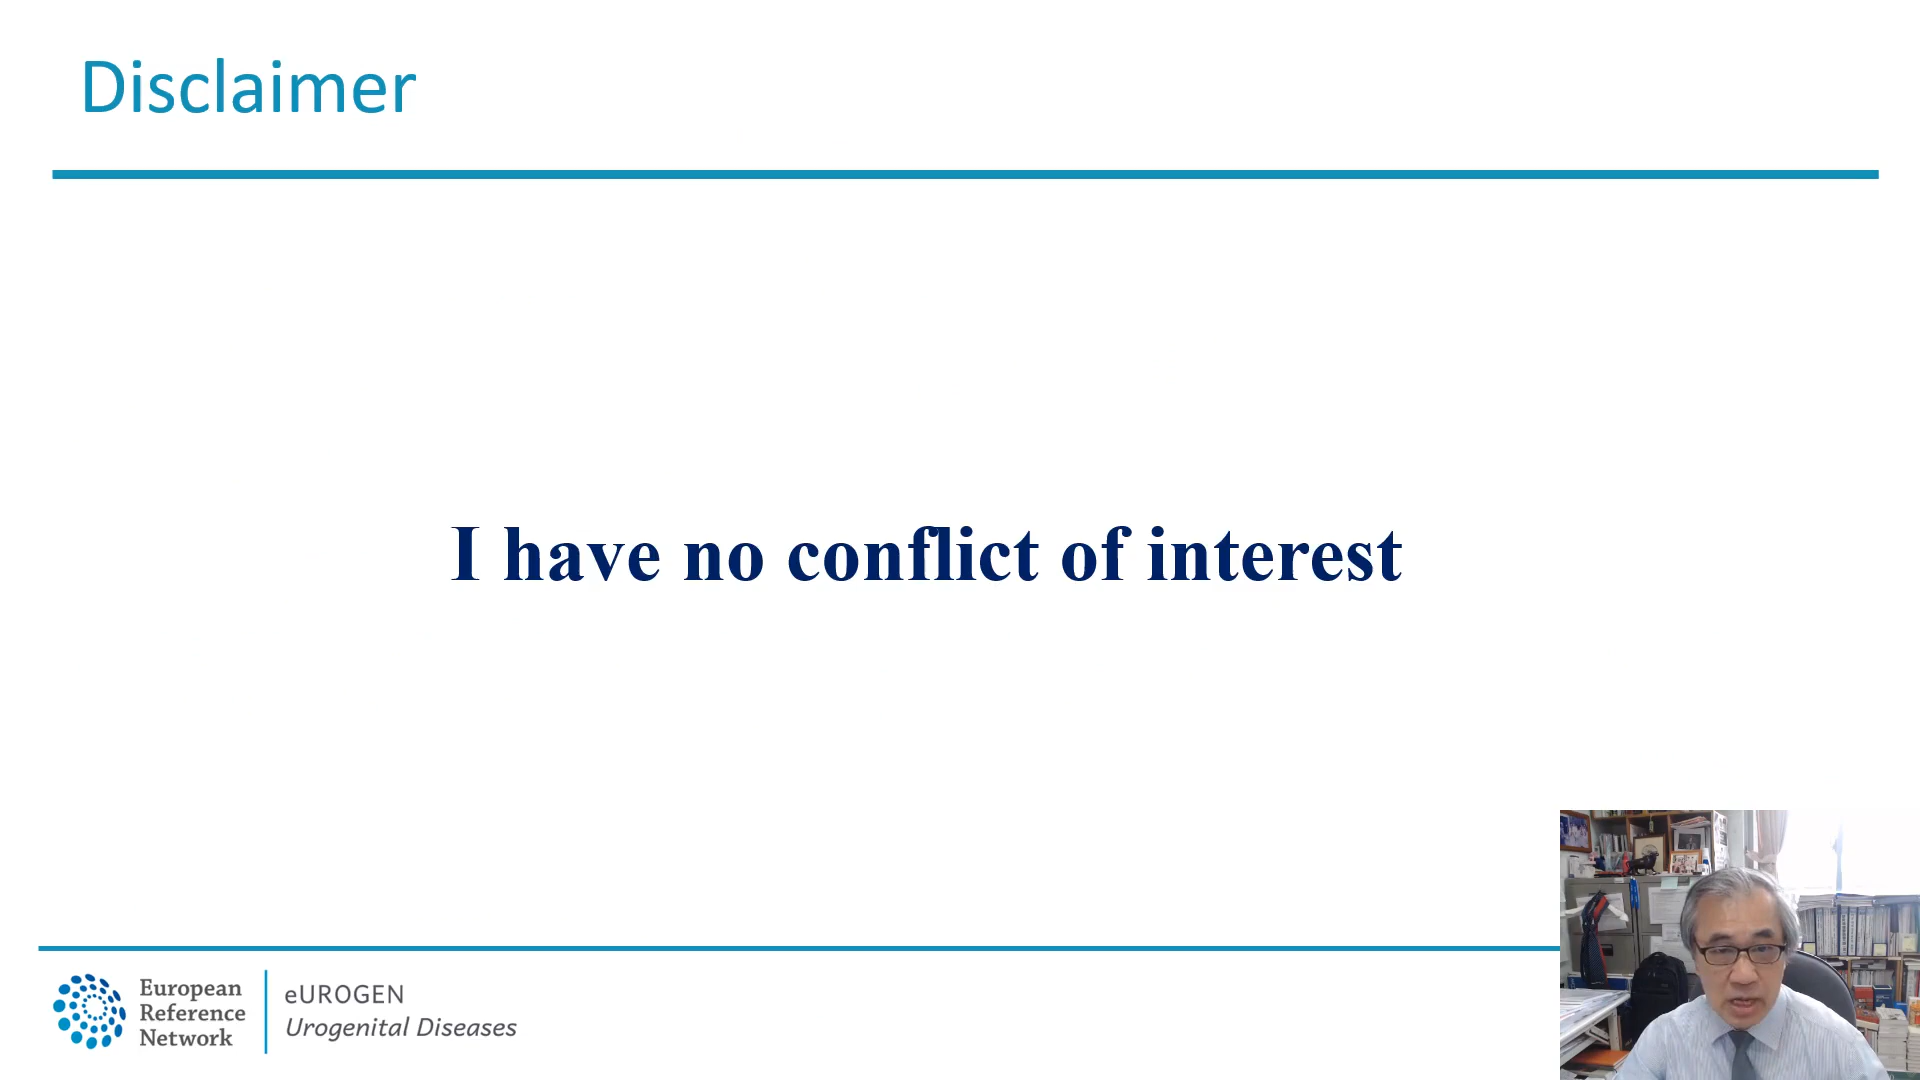 Disclaimer
I have no conflict of interest
European
Reference
Network
eUROGEN
Urogenital Diseases